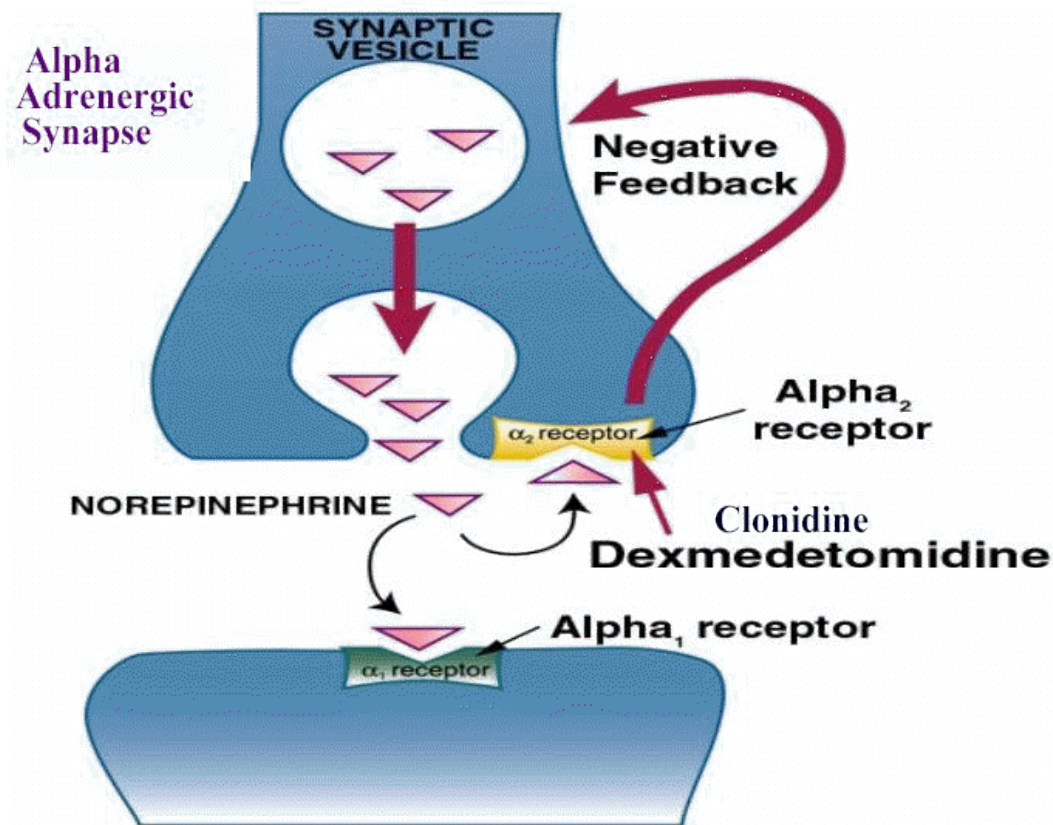 SYNAPTIC
VESICLE
Alpha
Adrenergic
Synapse
Negative
Feedback
Alpha₂
receptor
α₂ receptor
NOREPINEPHRINE
Clonidine
Dexmedetomidine
Alpha₁ receptor
α₁ receptor